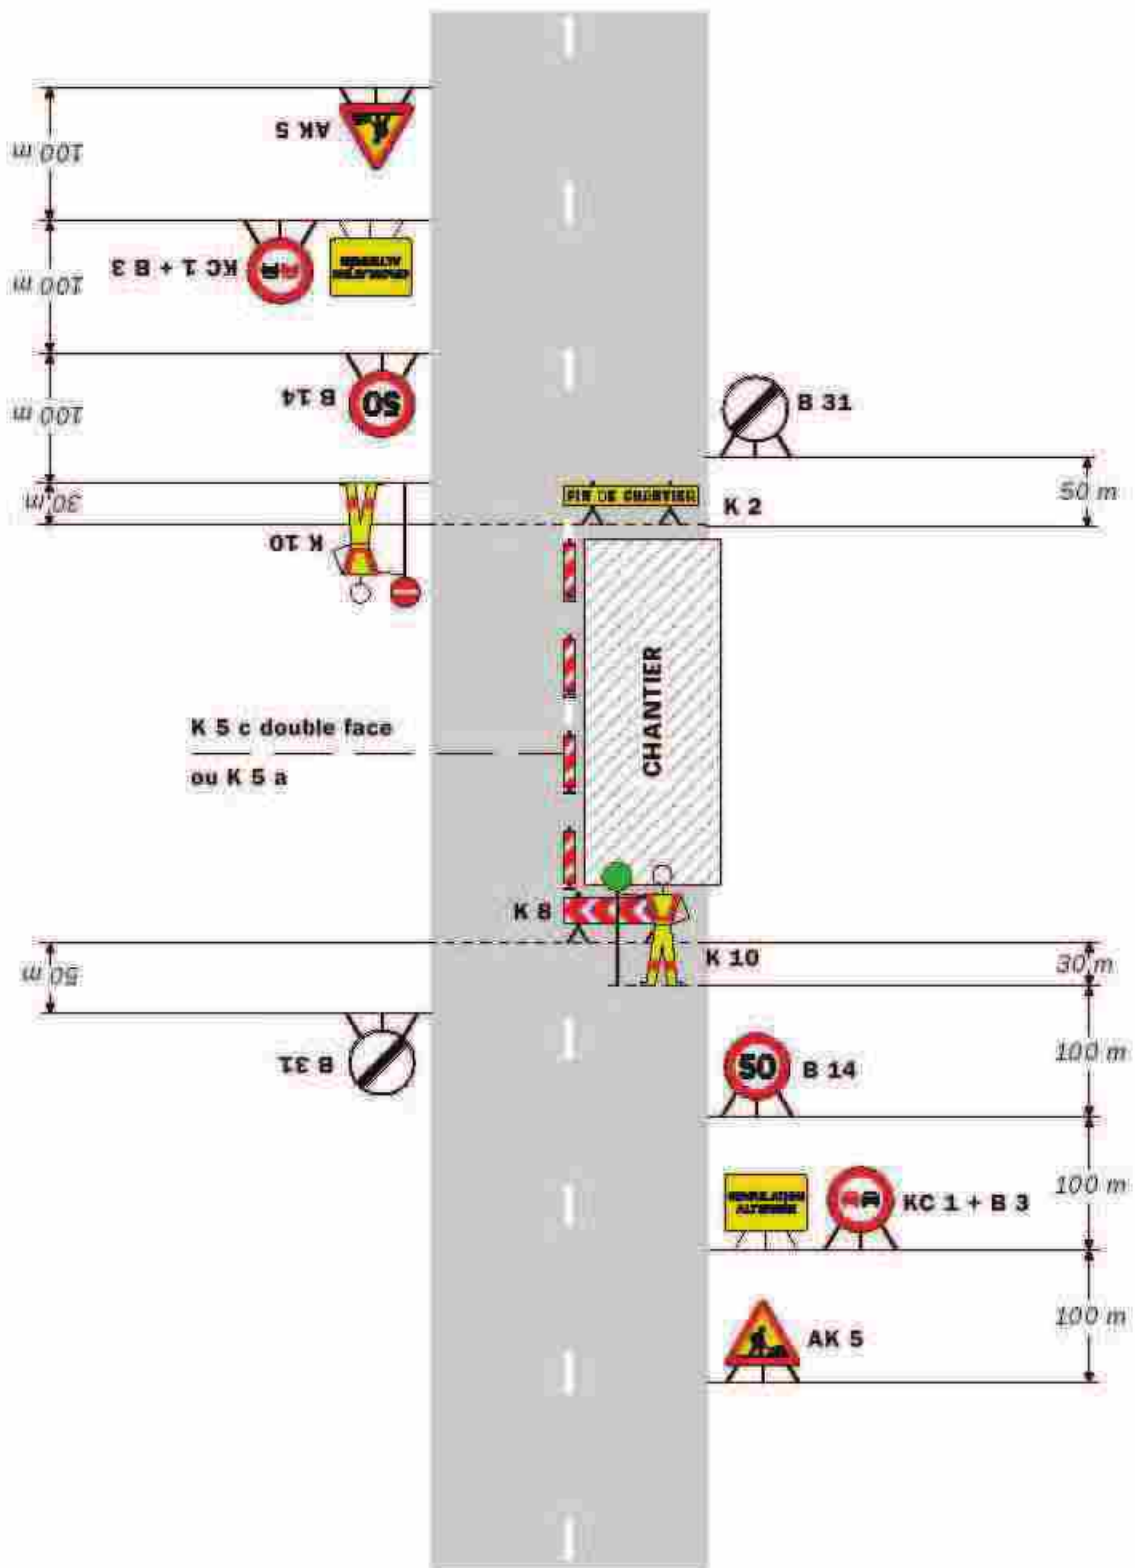 AK 5
100 m
KC 1 + B 3
CIRCULATION
ALTERNÉE
100 m
B 14
50
100 m
B 31
50 m
30 m
K 10
FIN DE CHANTIER
K 2
K 5 c double face
ou K 5 a
CHANTIER
K 8
K 10
30 m
50 m
B 31
50
B 14
100 m
CIRCULATION
ALTERNÉE
KC 1 + B 3
100 m
AK 5
100 m